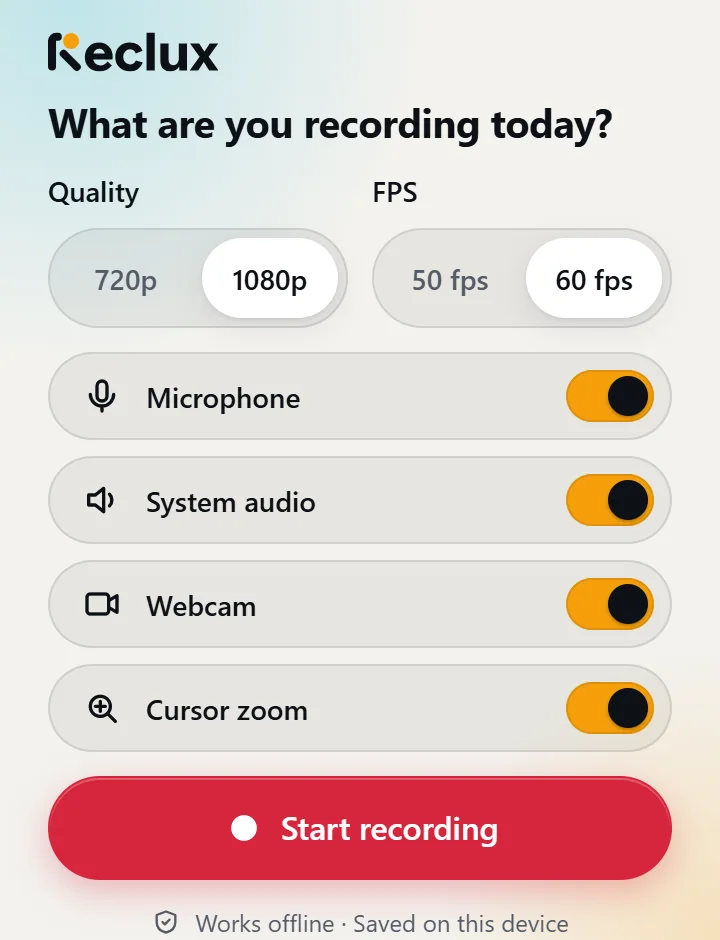 Reclux
What are you recording today?
Quality FPS
720p 1080p 50 fps 60 fps
Microphone
System audio
Webcam
Cursor zoom
Start recording
Works offline · Saved on this device